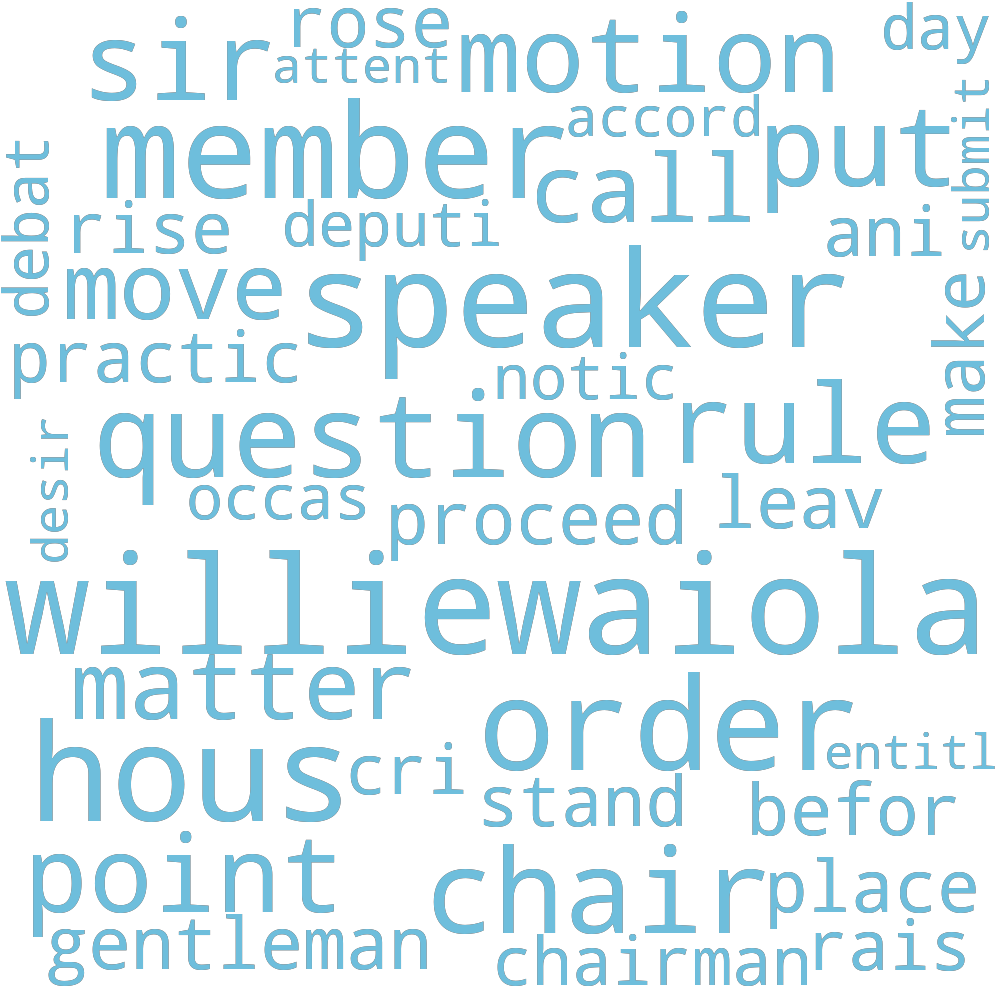 rose
day
sir
motion
attent
submit
accord
member
put
call
debat
rise
deputi
ani
move
speaker
make
practic
notic
question
rule
desir
occas
leav
proceed
williewaiola
matter
order
hous
cri
entitl
stand
befor
point
chair
place
gentleman
chairman
rais